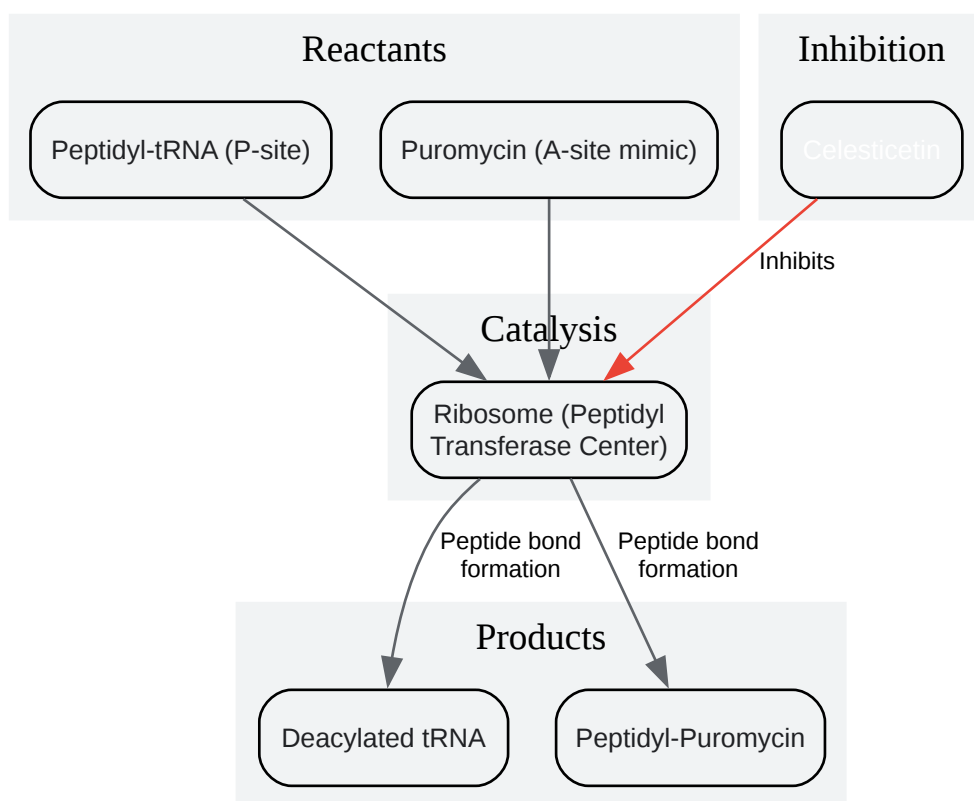 Reactants
Inhibition
Peptidyl-tRNA (P-site)
Puromycin (A-site mimic)
Celesticetin
Inhibits
Catalysis
Ribosome (Peptidyl
Transferase Center)
Peptide bond
formation
Peptide bond
formation
Products
Deacylated tRNA
Peptidyl-Puromycin